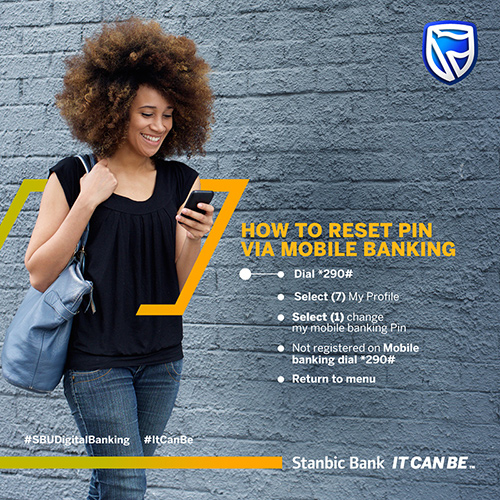 HOW TO RESET PIN
VIA MOBILE BANKING
Dial *290#
Select (7) My Profile
Select (1) change
my mobile banking Pin
Not registered on Mobile
banking dial *290#
Return to menu
#SBUDigitalBanking #ItCanBe
Stanbic Bank IT CAN BE™